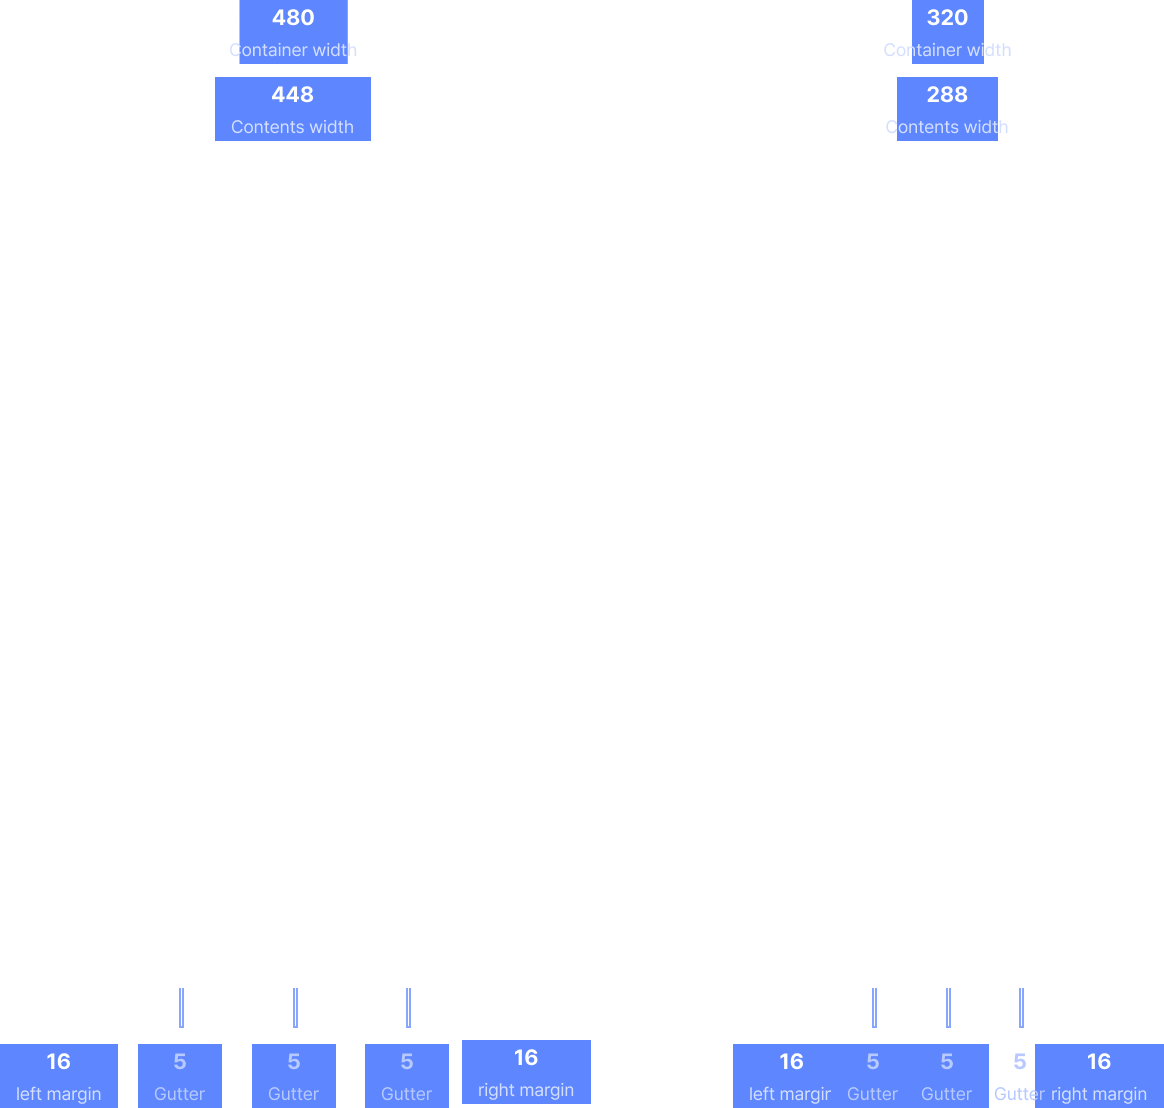 480
Container width
448
Contents width
320
Container width
288
Contents width
16
left margin
5
Gutter
5
Gutter
5
Gutter
16
right margin
16
left margin
5
Gutter
5
Gutter
5
Gutter
16
right margin